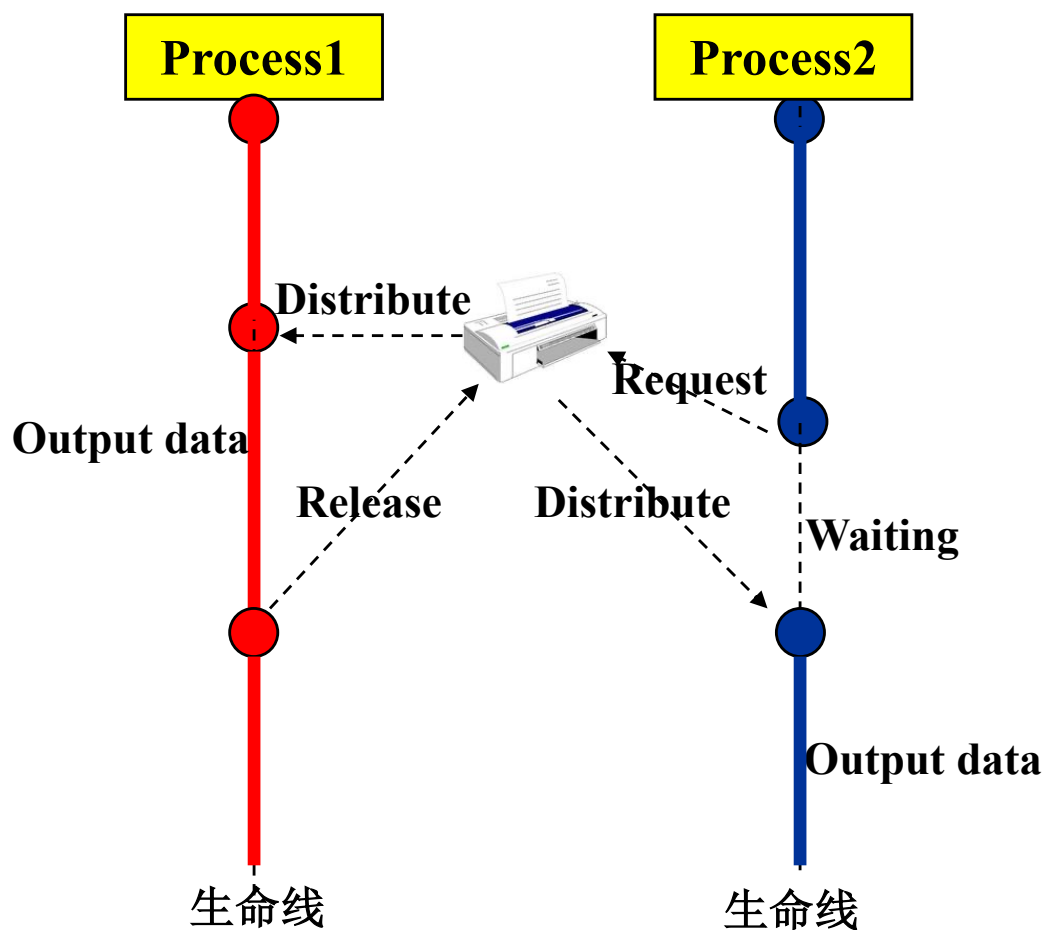 Process1
Process2
Distribute
Request
Output data
Release
Distribute
Waiting
Output data
生命线
生命线